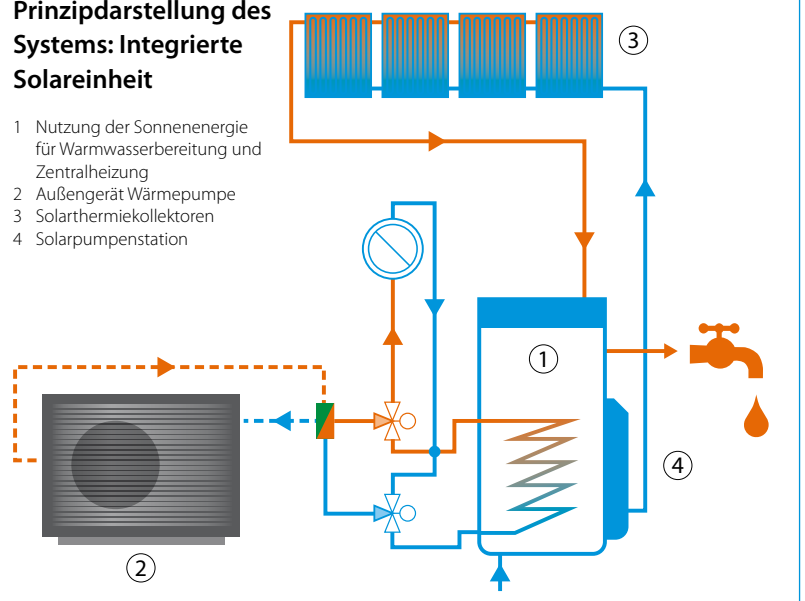 Prinzipdarstellung des
Systems: Integrierte
Solareinheit
1 Nutzung der Sonnenenergie
für Warmwasserbereitung und
Zentralheizung
2 Außengerät Wärmepumpe
3 Solarthermiekollektoren
4 Solarpumpenstation
3
1
4
2